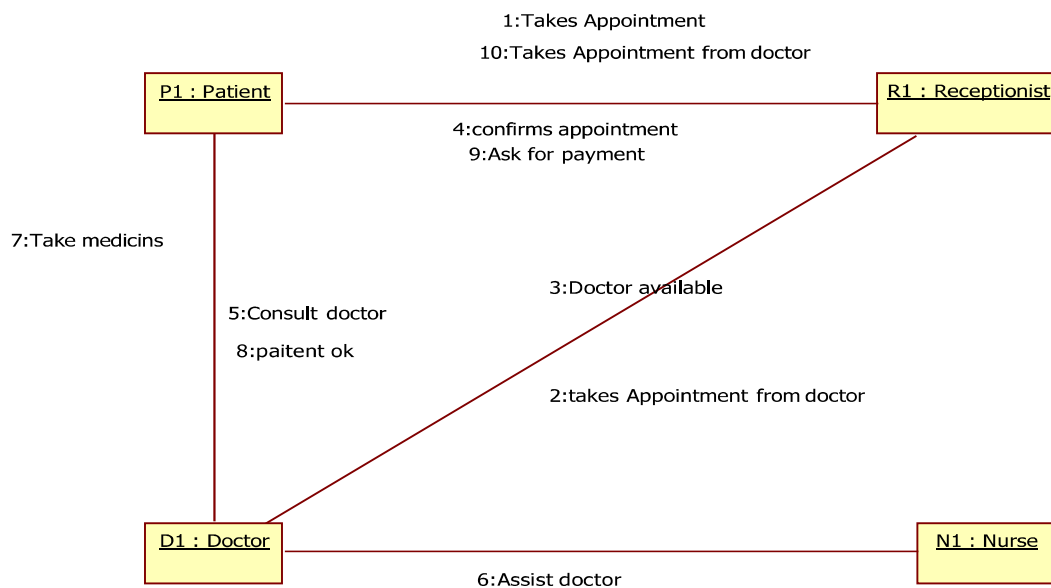 1:Takes Appointment
10:Takes Appointment from doctor
P1 : Patient
R1 : Receptionist
4:confirms appointment
9:Ask for payment
7:Take medicins
3:Doctor available
5:Consult doctor
8:paitent ok
2:takes Appointment from doctor
D1 : Doctor
N1 : Nurse
6:Assist doctor